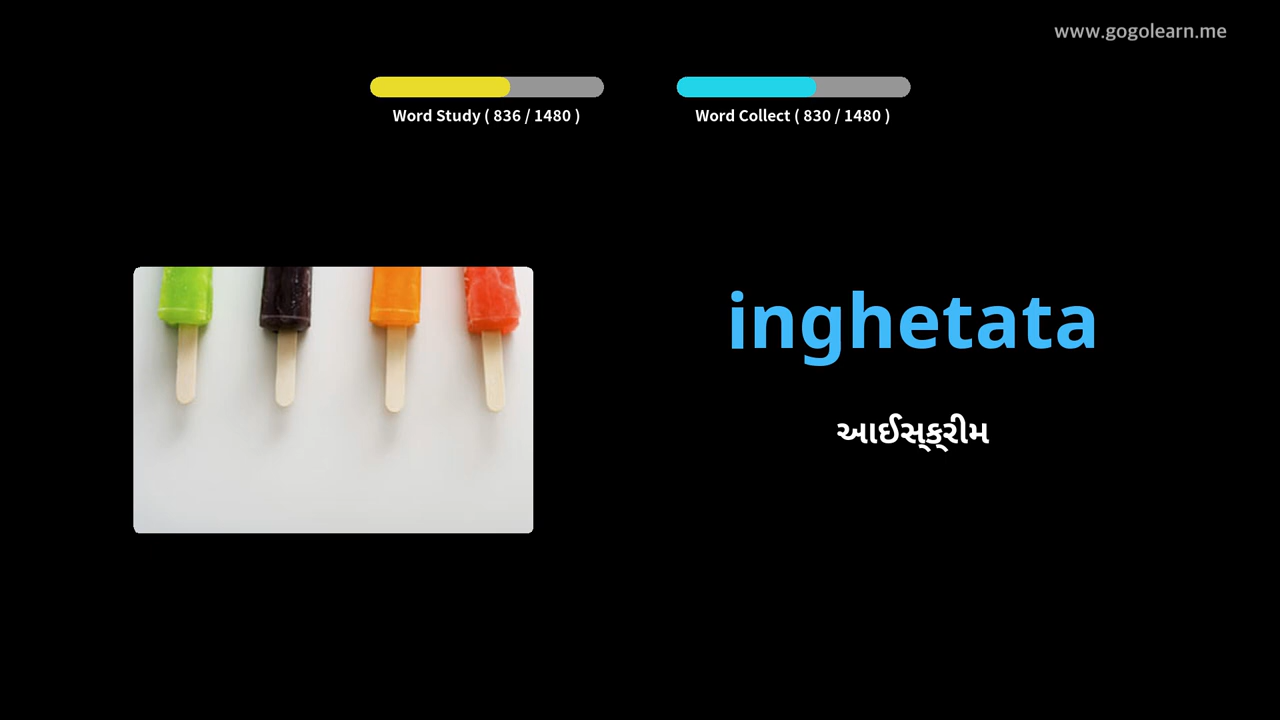 www.gogolearn.me
Word Study ( 836 / 1480 )
Word Collect ( 830 / 1480 )
inghetata
આઈસ્ક્રીમ